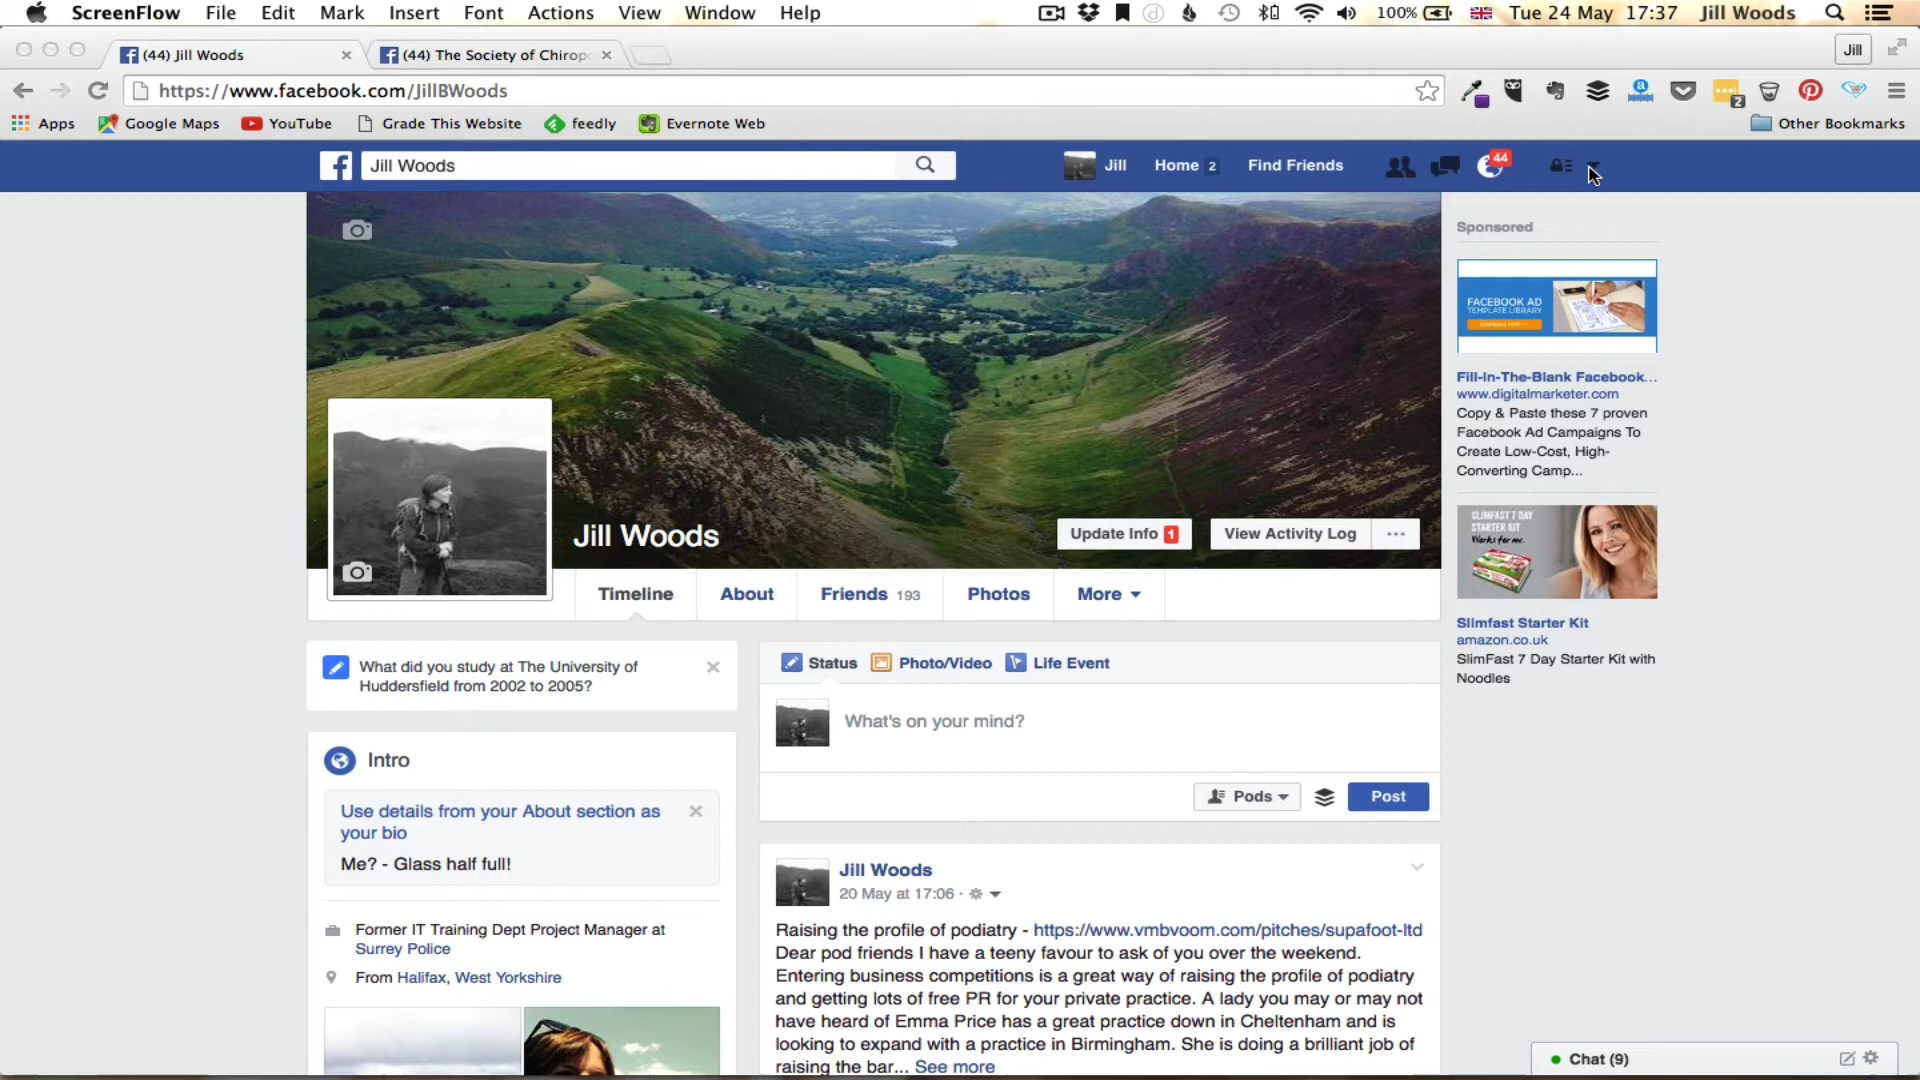 ScreenFlow File Edit Mark Insert Font Actions View Window Help 100% Tue 24 May 17:37 Jill Woods
(44) Jill Woods (44) The Society of Chirop Jill
https://www.facebook.com/JillBWoods 2
Apps Google Maps YouTube Grade This Website feedly Evernote Web Other Bookmarks
Jill Woods Jill Home 2 Find Friends 44
Sponsored
FACEBOOK AD
TEMPLATE LIBRARY
Fill-In-The-Blank Facebook...
www.digitalmarketer.com
Copy & Paste these 7 proven
Facebook Ad Campaigns To
Create Low-Cost, High-
Converting Camp...
SLIMFAST 7 DAY
STARTER KIT
Works for me.
Slimfast Starter Kit
amazon.co.uk
SlimFast 7 Day Starter Kit with
Noodles
Jill Woods Update Info 1 View Activity Log
Timeline About Friends 193 Photos More
What did you study at The University of
Huddersfield from 2002 to 2005?
Intro
Use details from your About section as
your bio
Me? - Glass half full!
Former IT Training Dept Project Manager at
Surrey Police
From Halifax, West Yorkshire
Status Photo/Video Life Event
What's on your mind?
Pods Post
Jill Woods
20 May at 17:06 ·
Raising the profile of podiatry - https://www.vmbvoom.com/pitches/supafoot-ltd
Dear pod friends I have a teeny favour to ask of you over the weekend.
Entering business competitions is a great way of raising the profile of podiatry
and getting lots of free PR for your private practice. A lady you may or may not
have heard of Emma Price has a great practice down in Cheltenham and is
looking to expand with a practice in Birmingham. She is doing a brilliant job of
raising the bar... See more
Chat (9)